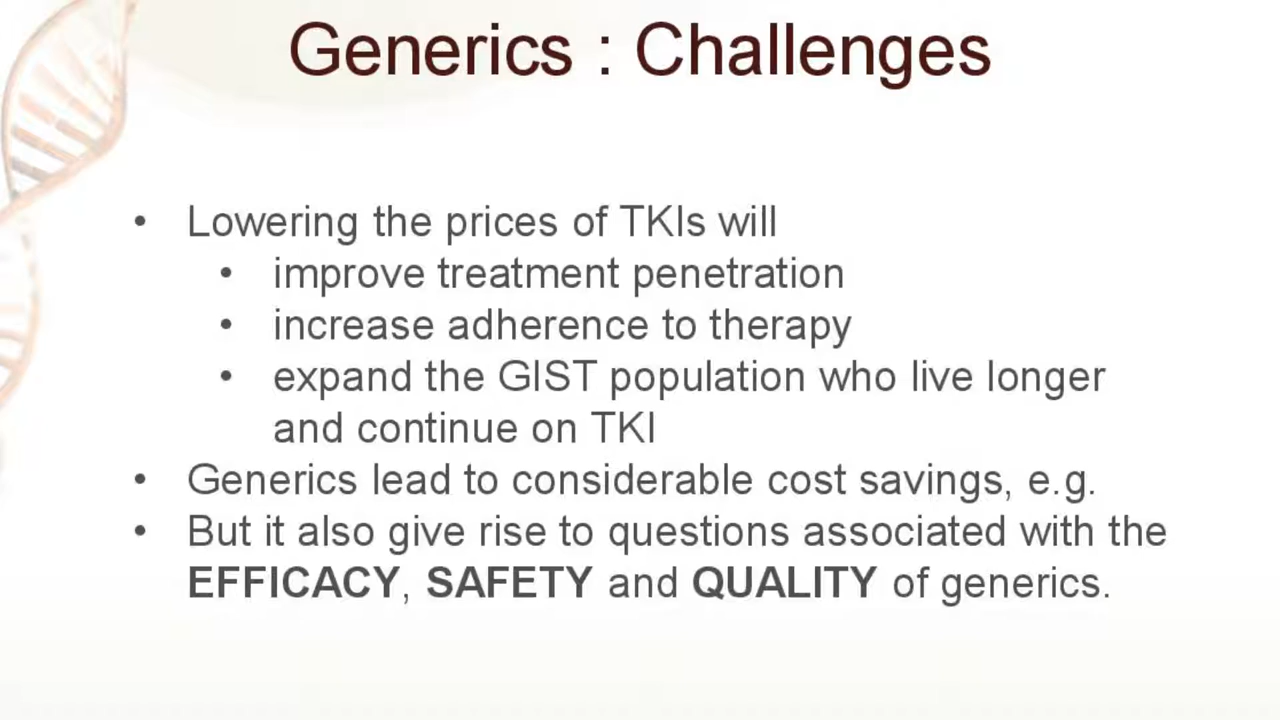 Generics : Challenges
• Lowering the prices of TKIs will
• improve treatment penetration
• increase adherence to therapy
• expand the GIST population who live longer
and continue on TKI
• Generics lead to considerable cost savings, e.g.
• But it also give rise to questions associated with the
EFFICACY, SAFETY and QUALITY of generics.